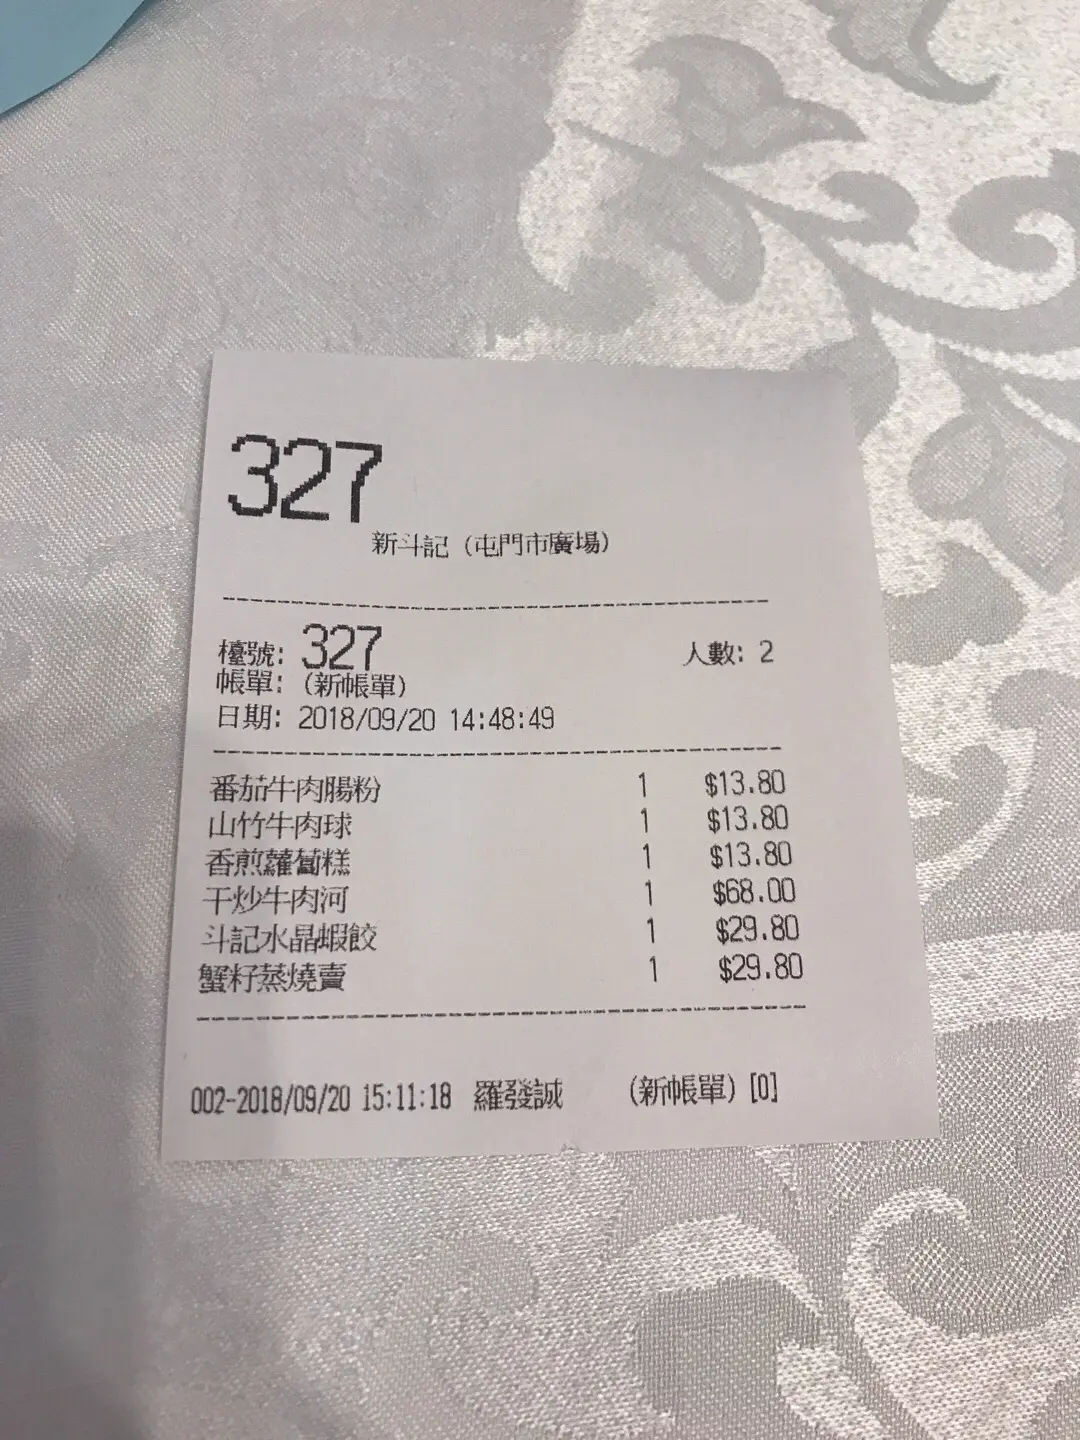 327
新斗記 (屯門市廣場)
檯號: 327 人數: 2
帳單: (新帳單)
日期: 2018/09/20 14:48:49
番茄牛肉腸粉 1 $13.80
山竹牛肉球 1 $13.80
香煎蘿蔔糕 1 $13.80
干炒牛肉河 1 $68.00
斗記水晶蝦餃 1 $29.80
蟹籽蒸燒賣 1 $29.80
002-2018/09/20 15:11:18 羅發誠 (新帳單) [0]